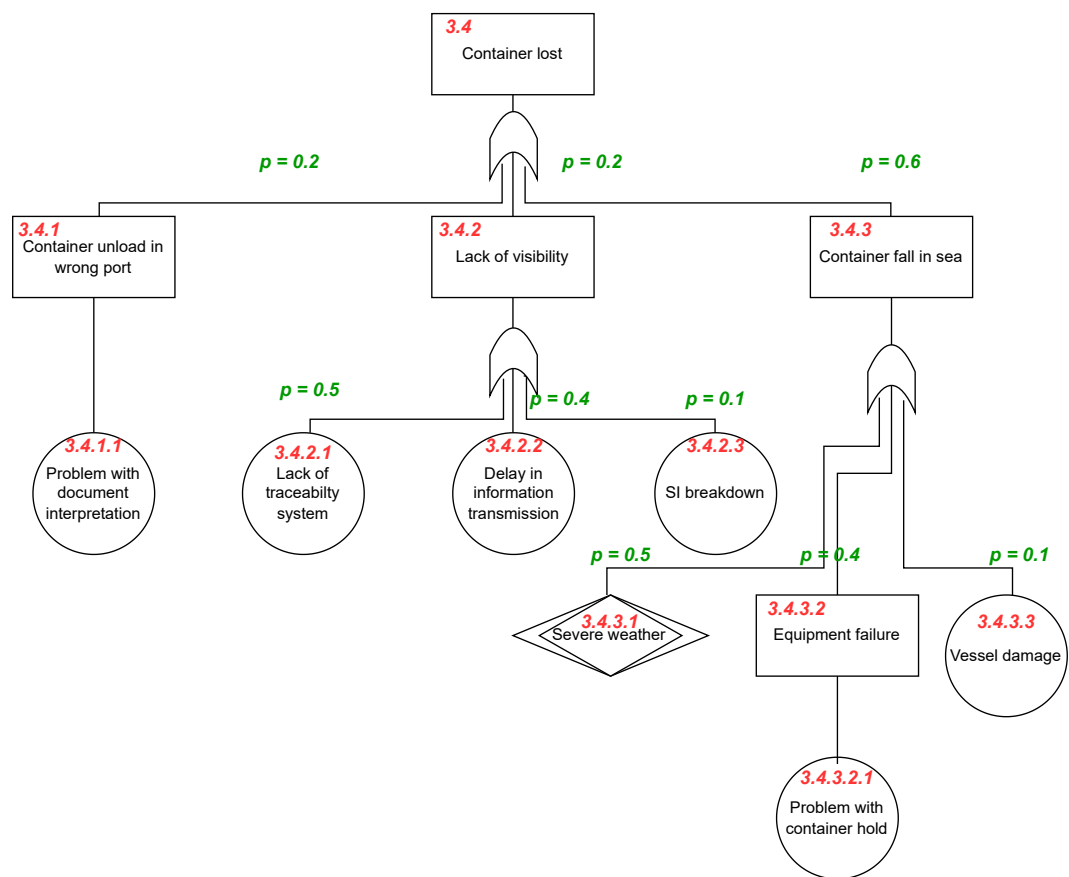 3.4
Container lost
p = 0.2
p = 0.2
p = 0.6
3.4.1
Container unload in
wrong port
3.4.2
Lack of visibility
3.4.3
Container fall in sea
p = 0.5
p = 0.4
p = 0.1
3.4.1.1
Problem with
document
interpretation
3.4.2.1
Lack of
traceabilty
system
3.4.2.2
Delay in
information
transmission
3.4.2.3
SI breakdown
p = 0.5
p = 0.4
p = 0.1
3.4.3.1
Severe weather
3.4.3.2
Equipment failure
3.4.3.3
Vessel damage
3.4.3.2.1
Problem with
container hold